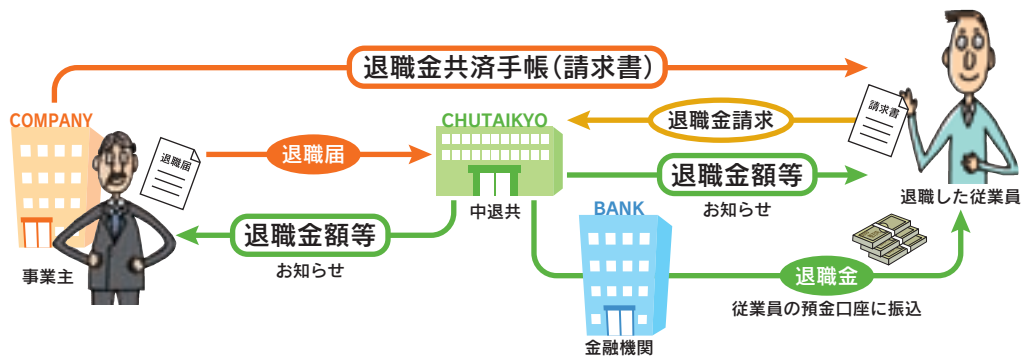 退職金共済手帳（請求書）
COMPANY
退職届
退職届
CHUTAIKYO
中退共
退職金請求
請求書
退職金額等
お知らせ
退職した従業員
退職金額等
お知らせ
事業主
BANK
金融機関
退職金
従業員の預金口座に振込